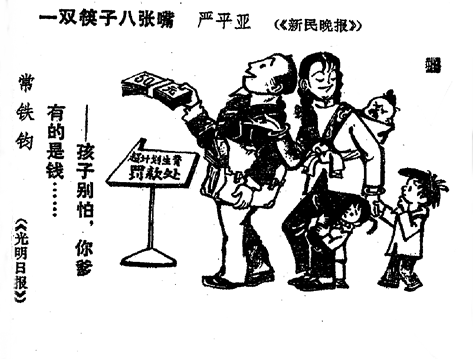 一双筷子八张嘴 严平亚 （《新民晚报》）
超计划生育
罰款处
——孩子别怕，你爹
有的是钱……
常铁钧
《光明日报》